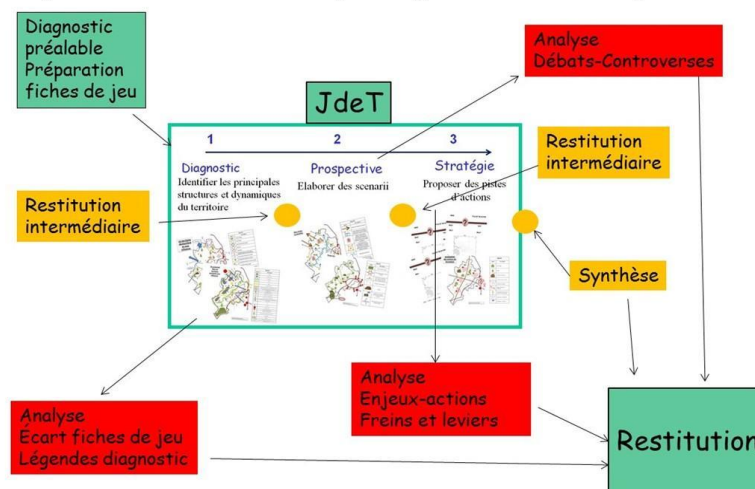 Diagnostic
préalable
Préparation
fiches de jeu
Analyse
Débats-Controverses
JdeT
1
2
3
Diagnostic
Identifier les principales
structures et dynamiques
du territoire
Prospective
Elaborer des scenarii
Stratégie
Proposer des pistes
d'actions
Restitution
intermédiaire
Restitution
intermédiaire
Synthèse
Analyse
Écart fiches de jeu
Légendes diagnostic
Analyse
Enjeux-actions
Freins et leviers
Restitution